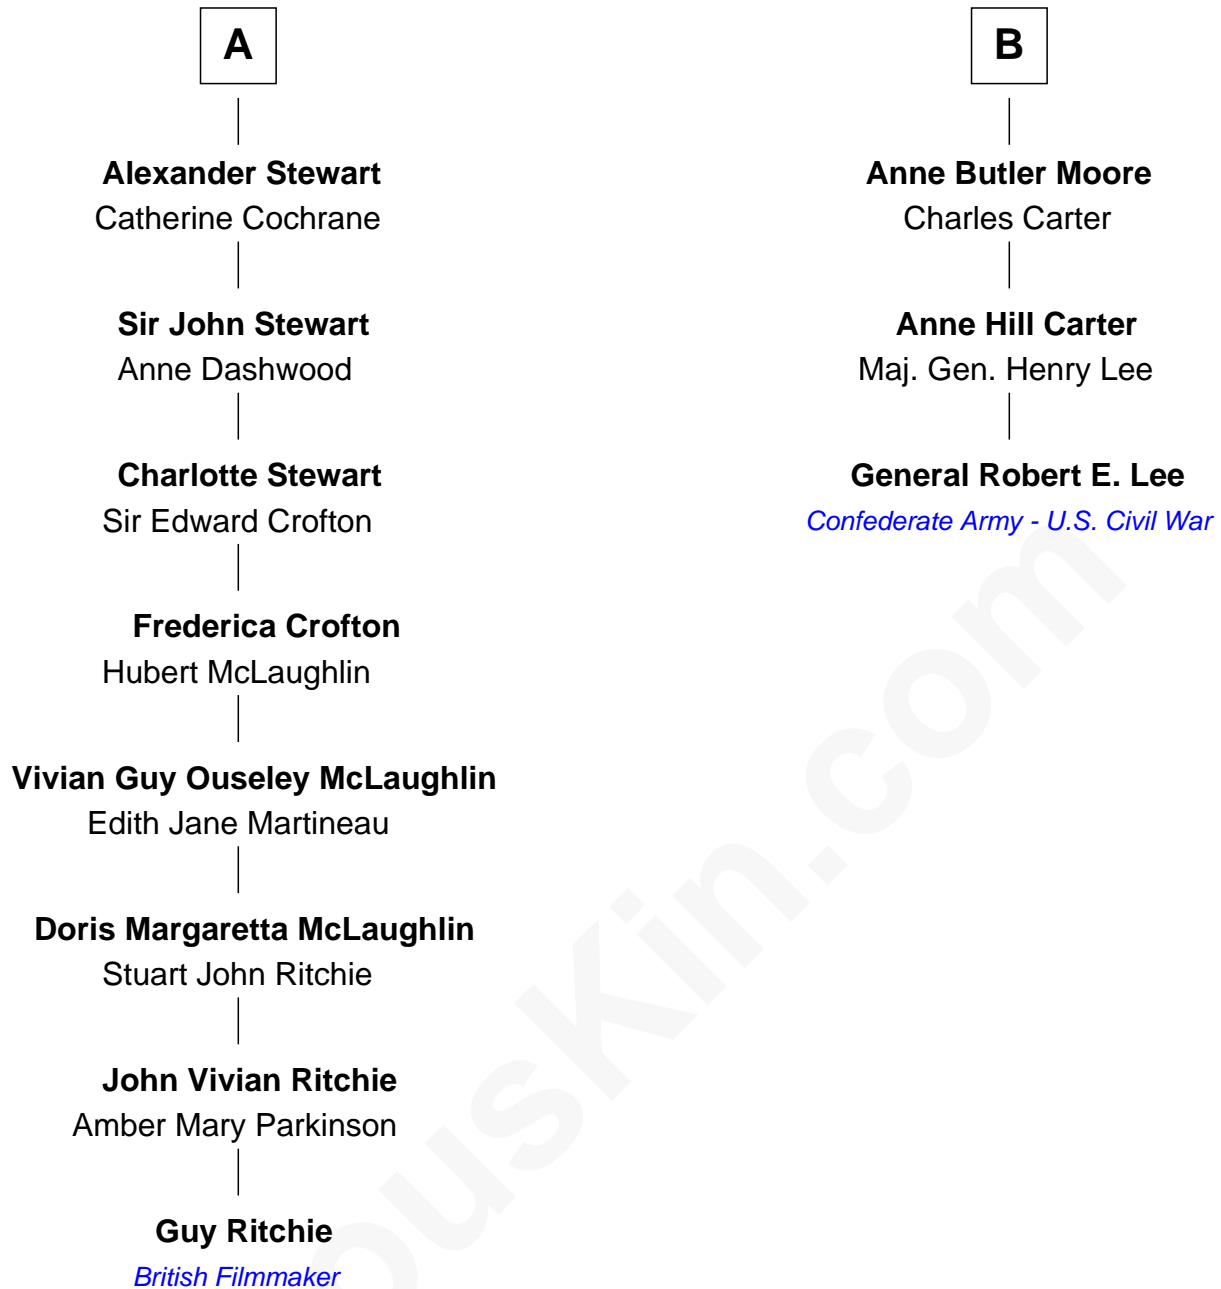 A
Alexander Stewart
Catherine Cochrane
Sir John Stewart
Anne Dashwood
Charlotte Stewart
Sir Edward Crofton
Frederica Crofton
Hubert McLaughlin
Vivian Guy Ouseley McLaughlin
Edith Jane Martineau
Doris Margaretta McLaughlin
Stuart John Ritchie
John Vivian Ritchie
Amber Mary Parkinson
Guy Ritchie
British Filmmaker
B
Anne Butler Moore
Charles Carter
Anne Hill Carter
Maj. Gen. Henry Lee
General Robert E. Lee
Confederate Army - U.S. Civil War
ousKin.com